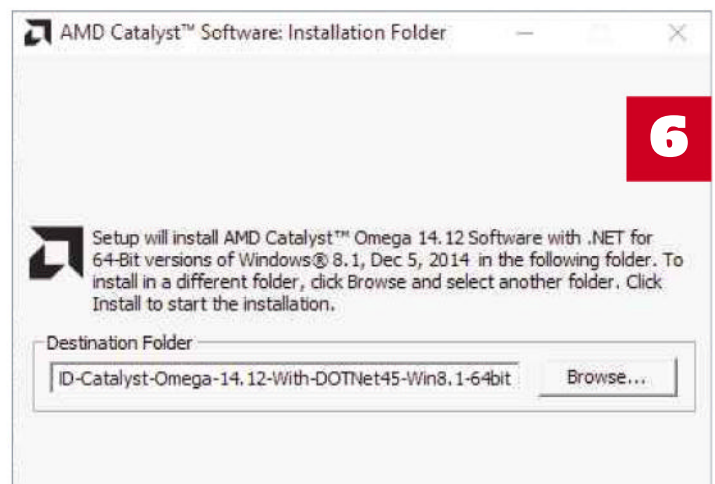 AMD Catalyst™ Software: Installation Folder
6
Setup will install AMD Catalyst™ Omega 14.12 Software with .NET for
64-Bit versions of Windows® 8.1, Dec 5, 2014 in the following folder. To
install in a different folder, click Browse and select another folder. Click
Install to start the installation.
Destination Folder
ID-Catalyst-Omega-14.12-With-DOTNet45-Win8.1-64bit
Browse...